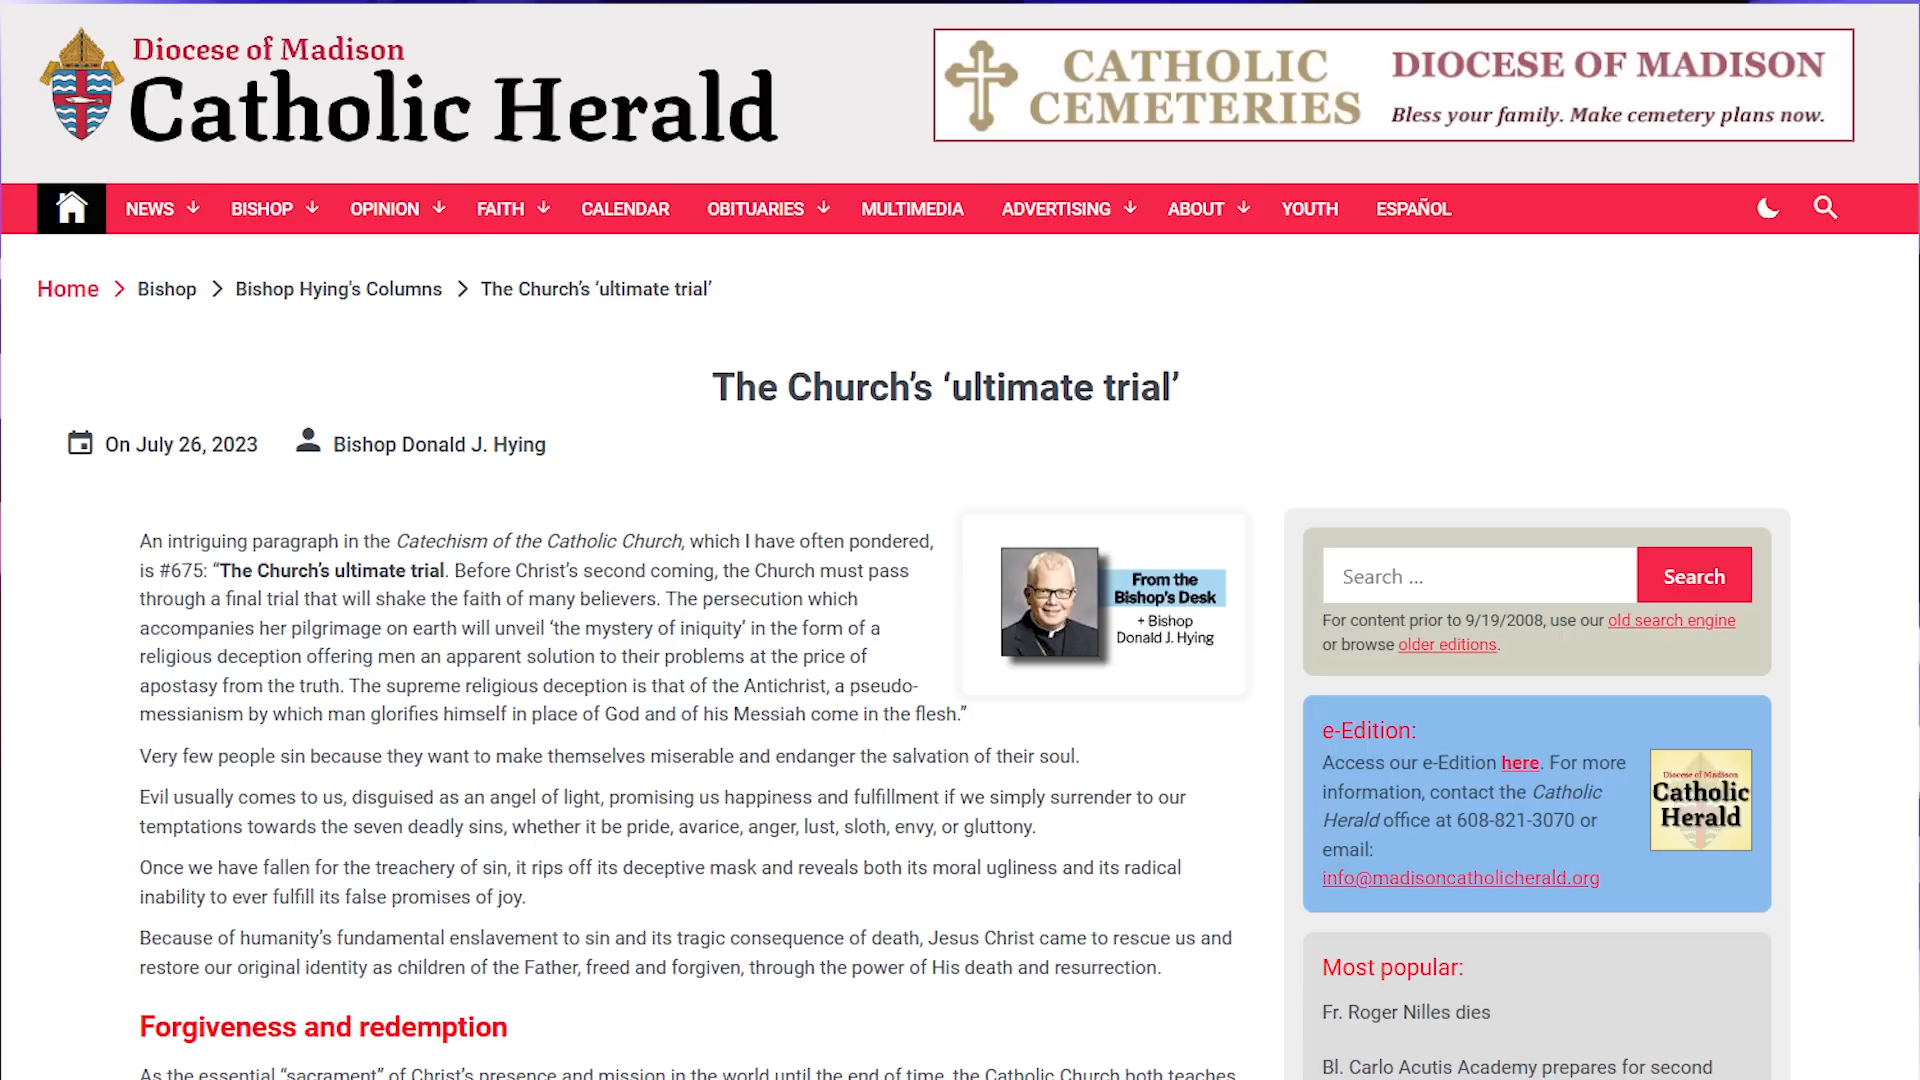 Diocese of Madison
Catholic Herald
CATHOLIC
CEMETERIES
DIOCESE OF MADISON
Bless your family. Make cemetery plans now.
NEWS
BISHOP
OPINION
FAITH
CALENDAR
OBITUARIES
MULTIMEDIA
ADVERTISING
ABOUT
YOUTH
ESPAÑOL
Home > Bishop > Bishop Hying's Columns > The Church’s ‘ultimate trial’
The Church’s ‘ultimate trial’
On July 26, 2023
Bishop Donald J. Hying
An intriguing paragraph in the Catechism of the Catholic Church, which I have often pondered,
is #675: “The Church’s ultimate trial. Before Christ’s second coming, the Church must pass
through a final trial that will shake the faith of many believers. The persecution which
accompanies her pilgrimage on earth will unveil ‘the mystery of iniquity’ in the form of a
religious deception offering men an apparent solution to their problems at the price of
apostasy from the truth. The supreme religious deception is that of the Antichrist, a pseudo-
messianism by which man glorifies himself in place of God and of his Messiah come in the flesh.”
From the
Bishop's Desk
+ Bishop
Donald J. Hying
Very few people sin because they want to make themselves miserable and endanger the salvation of their soul.
Evil usually comes to us, disguised as an angel of light, promising us happiness and fulfillment if we simply surrender to our
temptations towards the seven deadly sins, whether it be pride, avarice, anger, lust, sloth, envy, or gluttony.
Once we have fallen for the treachery of sin, it rips off its deceptive mask and reveals both its moral ugliness and its radical
inability to ever fulfill its false promises of joy.
Because of humanity’s fundamental enslavement to sin and its tragic consequence of death, Jesus Christ came to rescue us and
restore our original identity as children of the Father, freed and forgiven, through the power of His death and resurrection.
Forgiveness and redemption
As the essential “sacrament” of Christ’s presence and mission in the world until the end of time, the Catholic Church both teaches
Search ...
Search
For content prior to 9/19/2008, use our old search engine
or browse older editions.
e-Edition:
Access our e-Edition here. For more
information, contact the Catholic
Herald office at 608-821-3070 or
email:
info@madisoncatholicherald.org
Diocese of Madison
Catholic
Herald
Most popular:
Fr. Roger Nilles dies
Bl. Carlo Acutis Academy prepares for second